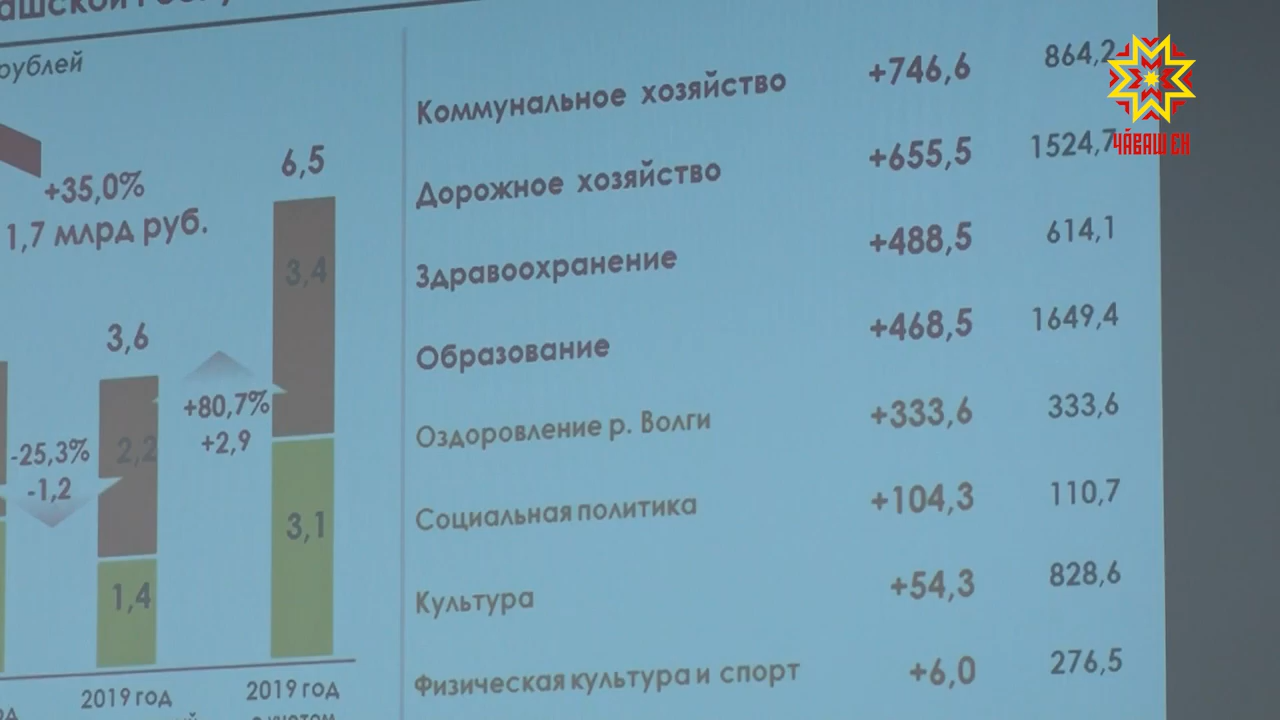 рублей
+35,0%
1,7 млрд руб.
6,5
3,4
3,6
+80,7%
+2,9
-25,3%
-1,2
2,2
3,1
1,4
2019 год
2019 год
Коммунальное хозяйство +746,6 864,2
Дорожное хозяйство +655,5 1524,7
Здравоохранение +488,5 614,1
Образование +468,5 1649,4
Оздоровление р. Волги +333,6 333,6
Социальная политика +104,3 110,7
Культура +54,3 828,6
Физическая культура и спорт +6,0 276,5
ЧӐВАШ ЕН